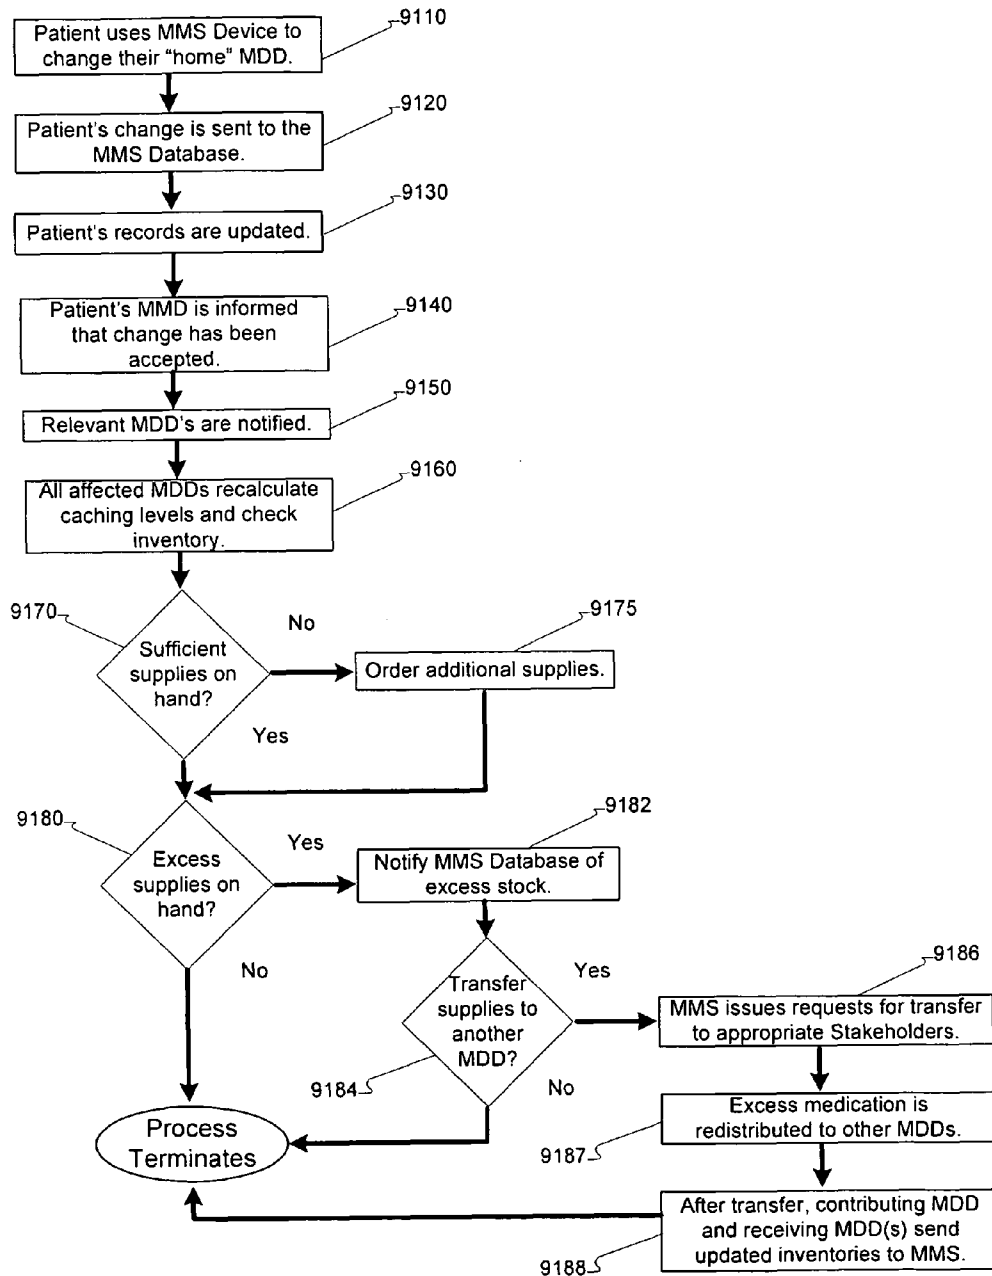 9110
Patient uses MMS Device to
change their “home” MDD.
9120
Patient's change is sent to the
MMS Database.
9130
Patient's records are updated.
9140
Patient's MMD is informed
that change has been
accepted.
9150
Relevant MDD's are notified.
9160
All affected MDDs recalculate
caching levels and check
inventory.
9170
Sufficient
supplies on
hand?
No
9175
Order additional supplies.
Yes
9180
Excess
supplies on
hand?
Yes
9182
Notify MMS Database of
excess stock.
No
Transfer
supplies to
another
MDD?
9184
Yes
9186
MMS issues requests for transfer
to appropriate Stakeholders.
No
Excess medication is
redistributed to other MDDs.
9187
Process
Terminates
After transfer, contributing MDD
and receiving MDD(s) send
updated inventories to MMS.
9188